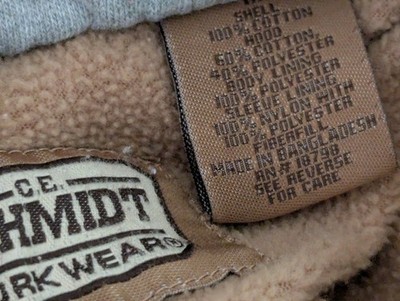 SHELL
100% COTTON
HOOD
60% COTTON
40% POLYESTER
BODY LINING
100% POLYESTER
SLEEVE LINING
100% NYLON WITH
100% POLYESTER
FIBERFILL
MADE IN BANGLADESH
RN# 18798
SEE REVERSE
FOR CARE
C.E.
HMIDT
ORKWEAR®